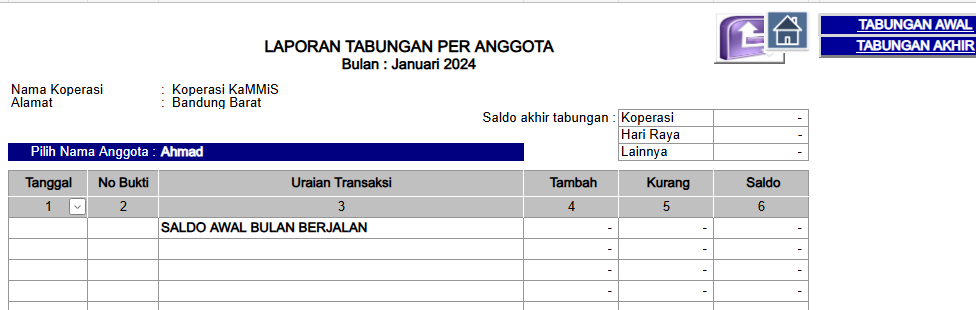 TABUNGAN AWAL
TABUNGAN AKHIR
LAPORAN TABUNGAN PER ANGGOTA
Bulan : Januari 2024
Nama Koperasi : Koperasi KaMMiS
Alamat : Bandung Barat
Saldo akhir tabungan : Koperasi -
Hari Raya -
Lainnya -
Pilih Nama Anggota : Ahmad
Tanggal No Bukti Uraian Transaksi Tambah Kurang Saldo
1 2 3 4 5 6
SALDO AWAL BULAN BERJALAN - - -
- - -
- - -
- - -